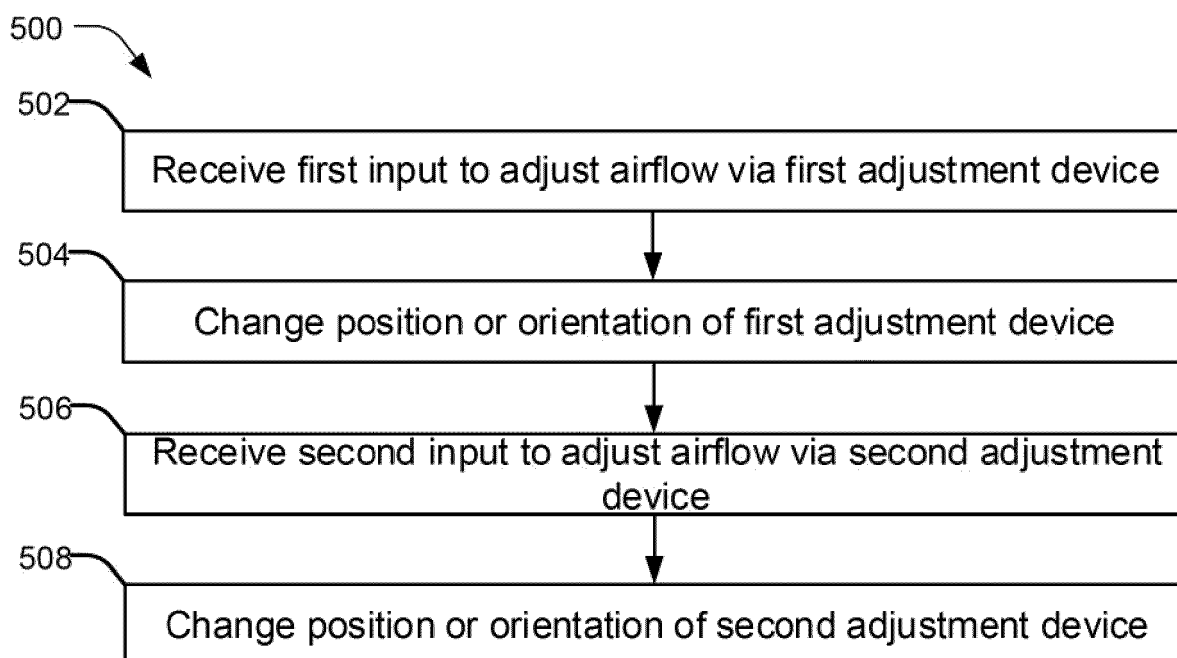 500
502
Receive first input to adjust airflow via first adjustment device
504
Change position or orientation of first adjustment device
506
Receive second input to adjust airflow via second adjustment
device
508
Change position or orientation of second adjustment device